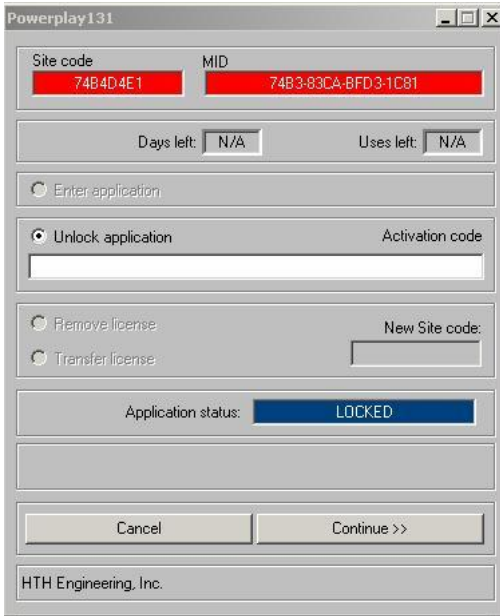 Powerplay131
Site code MID
74B4D4E1 74B3-83CA-BFD3-1C81
Days left: N/A Uses left: N/A
Enter application
Unlock application Activation code
Remove license New Site code:
Transfer license
Application status: LOCKED
Cancel Continue >>
HTH Engineering, Inc.